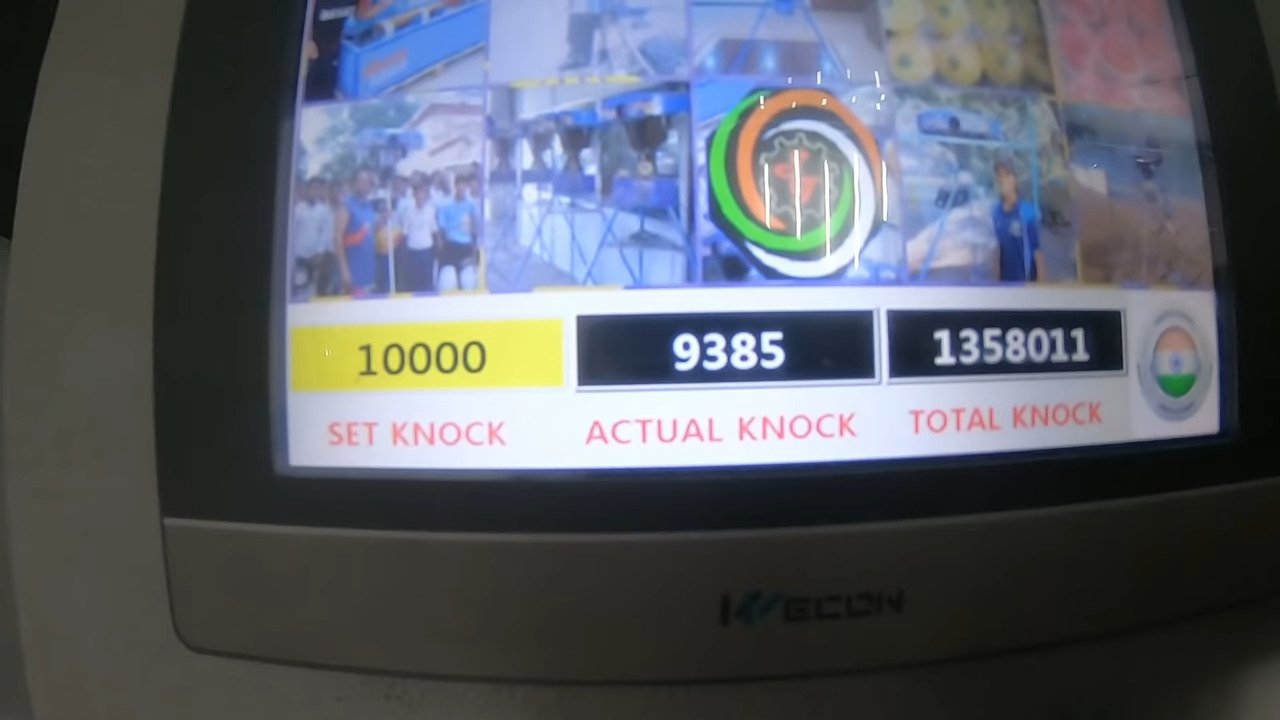 10000 9385 1358011
SET KNOCK ACTUAL KNOCK TOTAL KNOCK
WECON